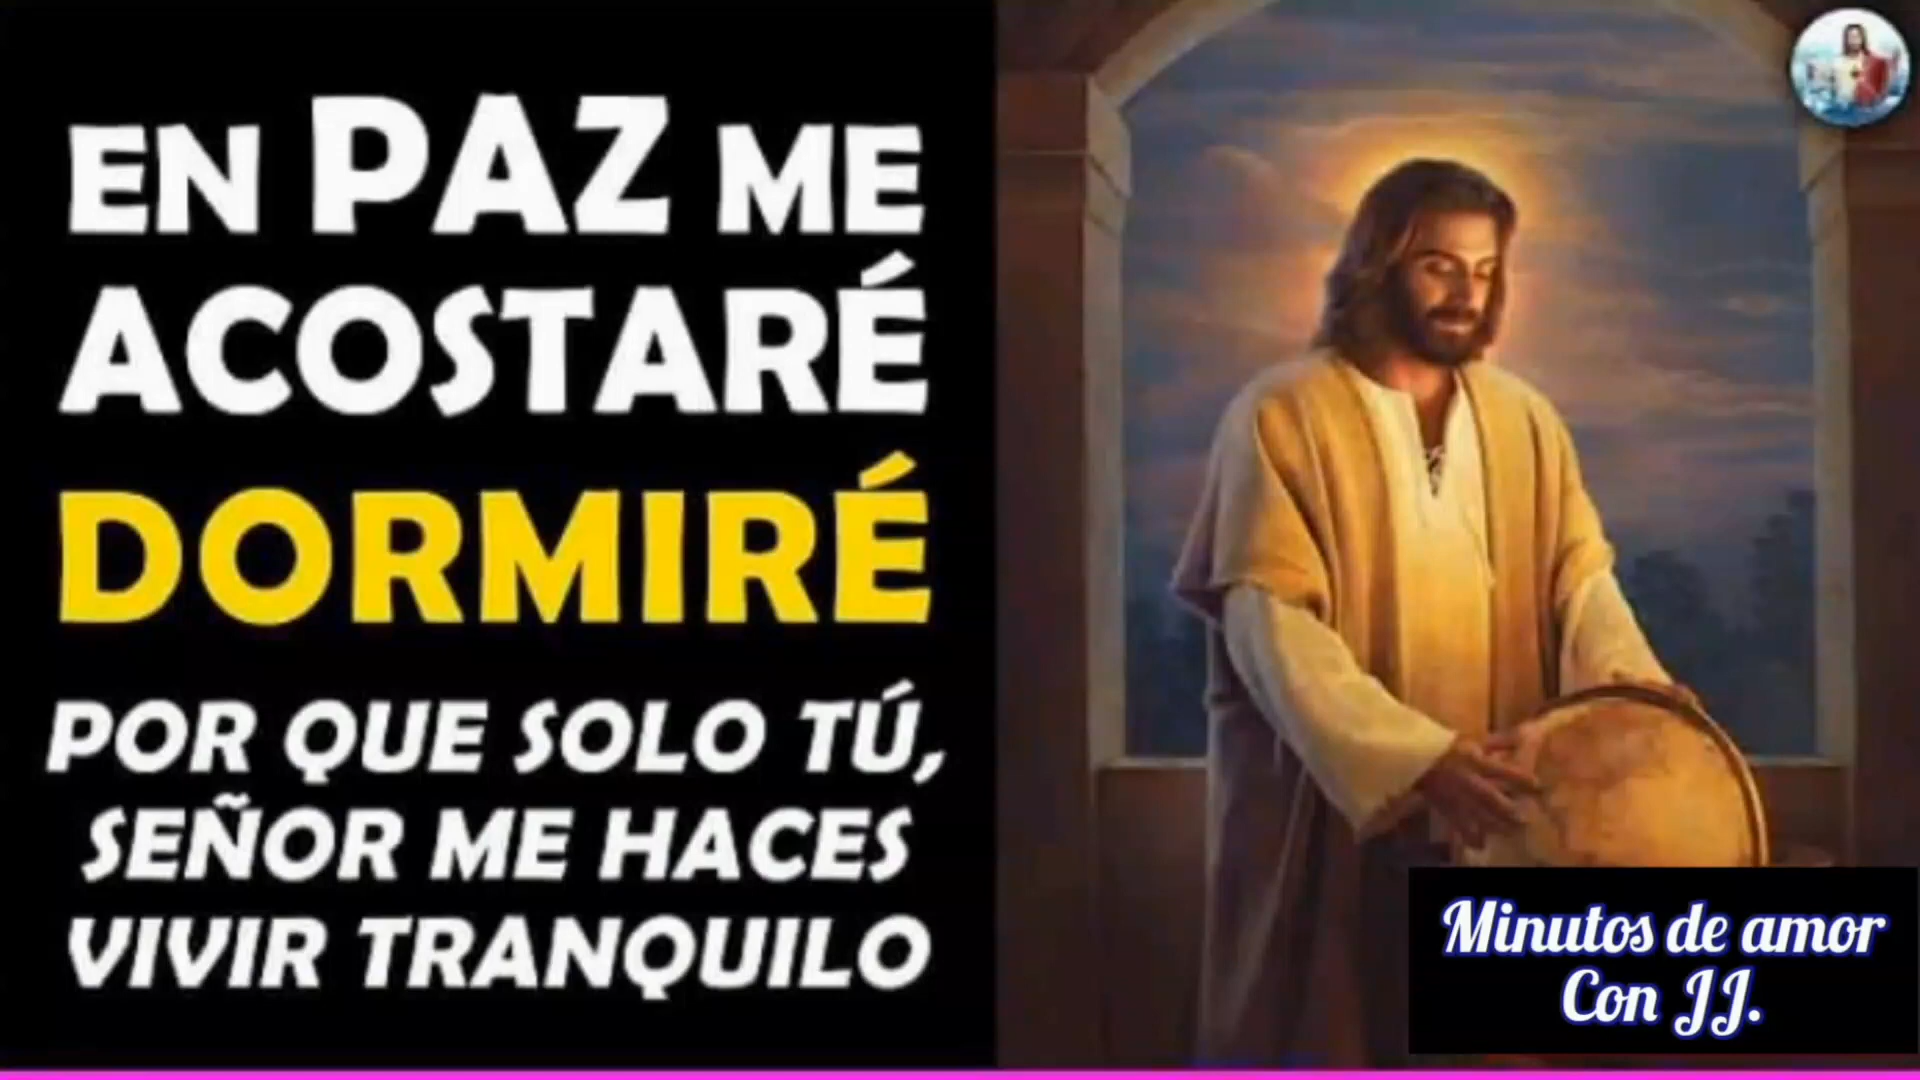 EN PAZ ME
ACOSTARÉ
DORMIRÉ
POR QUE SOLO TÚ,
SEÑOR ME HACES
VIVIR TRANQUILO
Minutos de amor
Con JJ.